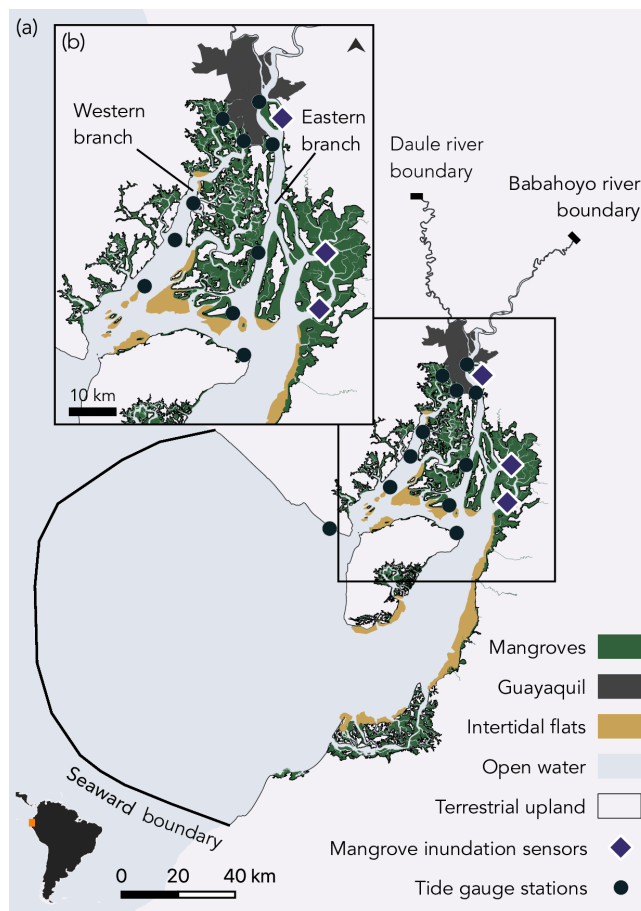 (a)
(b)
Western
branch
Eastern
branch
10 km
Daule river
boundary
Babahoyo river
boundary
Seaward boundary
Mangroves
Guayaquil
Intertidal flats
Open water
Terrestrial upland
Mangrove inundation sensors
Tide gauge stations
0 20 40 km